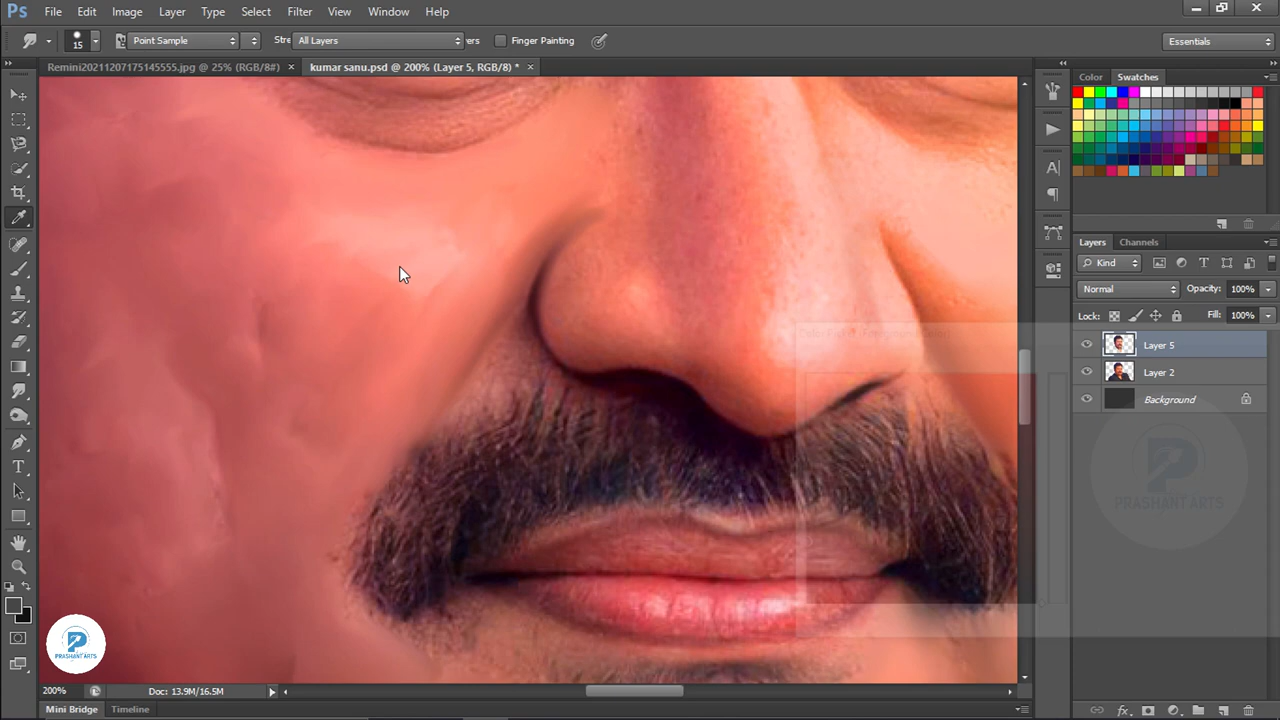 Ps File Edit Image Layer Type Select Filter View Window Help
15 Point Sample Stre All Layers ers Finger Painting Essentials
Remini20211207175145555.jpg @ 25% (RGB/8#) × kumar sanu.psd @ 200% (Layer 5, RGB/8) * ×
Color Swatches
Layers Channels
Kind
Normal Opacity: 100%
Lock: Fill: 100%
Layer 5
Layer 2
Background
PRASHANT ARTS
PRASHANT ARTS
200% Doc: 13.9M/16.5M
Mini Bridge Timeline